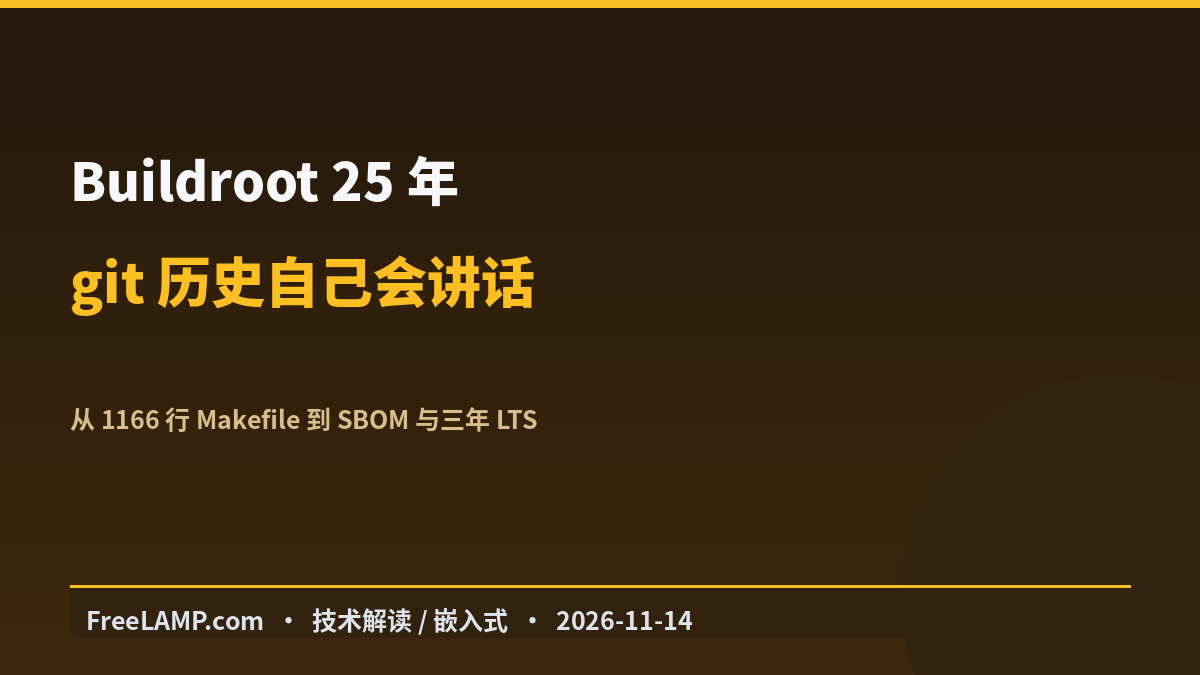 Buildroot 25 年
git 历史自己会讲话
从 1166 行 Makefile 到 SBOM 与三年 LTS
FreeLAMP.com · 技术解读 / 嵌入式 · 2026-11-14